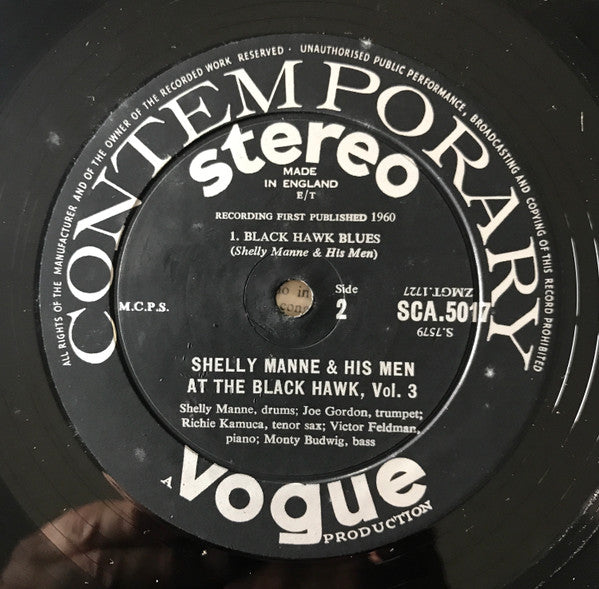 ALL RIGHTS OF THE MANUFACTURER AND OF THE OWNER OF THE RECORDED WORK RESERVED · UNAUTHORISED PUBLIC PERFORMANCE, BROADCASTING AND COPYING OF THIS RECORD PROHIBITED
CONTEMPORARY
stereo
MADE
IN ENGLAND
E/T
RECORDING FIRST PUBLISHED 1960
1. BLACK HAWK BLUES
(Shelly Manne & His Men)
M.C.P.S.
Side
2
SCA.5017
ZMGT.1727
S.7579
SHELLY MANNE & HIS MEN
AT THE BLACK HAWK, Vol. 3
Shelly Manne, drums; Joe Gordon, trumpet;
Richie Kamuca, tenor sax; Victor Feldman,
piano; Monty Budwig, bass
A vogue
PRODUCTION